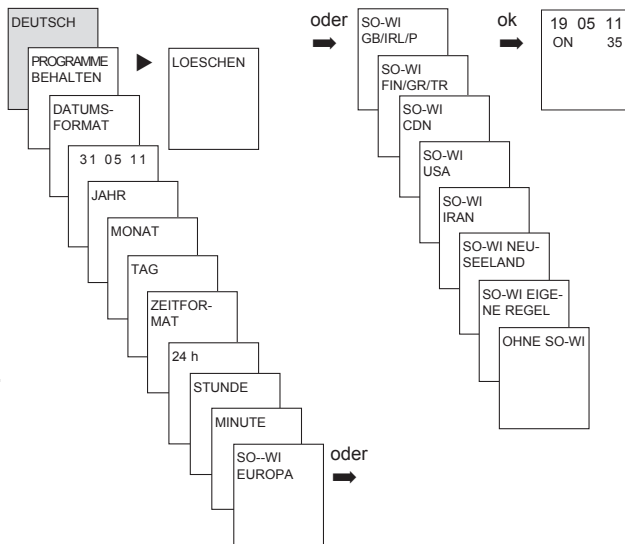 DEUTSCH
PROGRAMME
BEHALTEN
LOESCHEN
DATUMS-
FORMAT
31 05 11
JAHR
MONAT
TAG
ZEITFOR-
MAT
24 h
STUNDE
MINUTE
SO--WI
EUROPA
oder
oder
SO-WI
GB/IRL/P
SO-WI
FIN/GR/TR
SO-WI
CDN
SO-WI
USA
SO-WI
IRAN
SO-WI NEU-
SEELAND
SO-WI EIGE-
NE REGEL
OHNE SO-WI
ok
19 05 11
ON 35